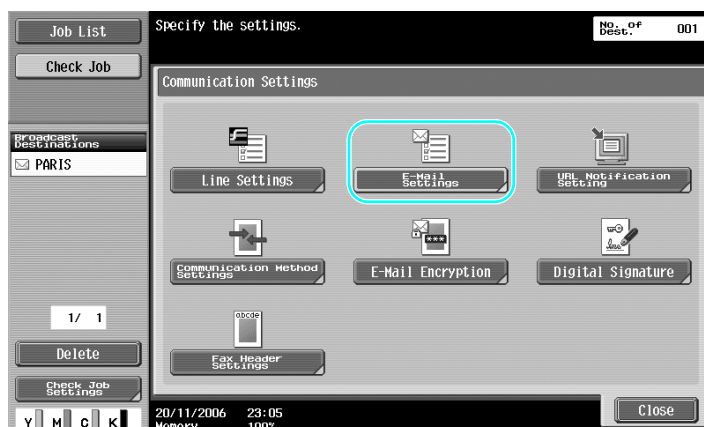 Job List
Check Job
Specify the settings.
No. of
Dest.
001
Communication Settings
Broadcast
Destinations
PARIS
Line Settings
E-Mail
Settings
URL Notification
Setting
Communication Method
Settings
E-Mail Encryption
Digital Signature
abcde
Fax Header
Settings
1/ 1
Delete
Check Job
Settings
Close
20/11/2006 23:05
Memory 100%
Y M C K